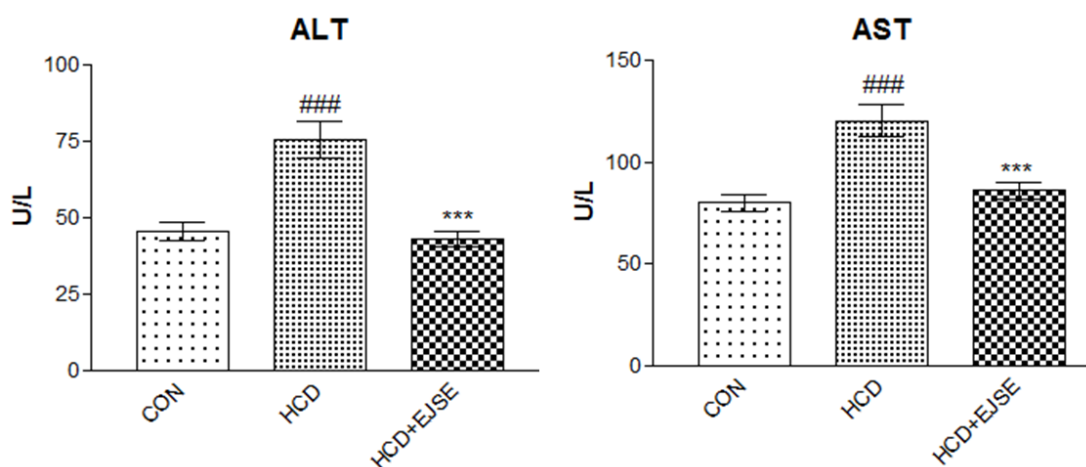 ALT
100
75
50
25
0
U/L
###
***
CON
HCD
HCD+EJSE
AST
150
100
50
0
U/L
###
***
CON
HCD
HCD+EJSE